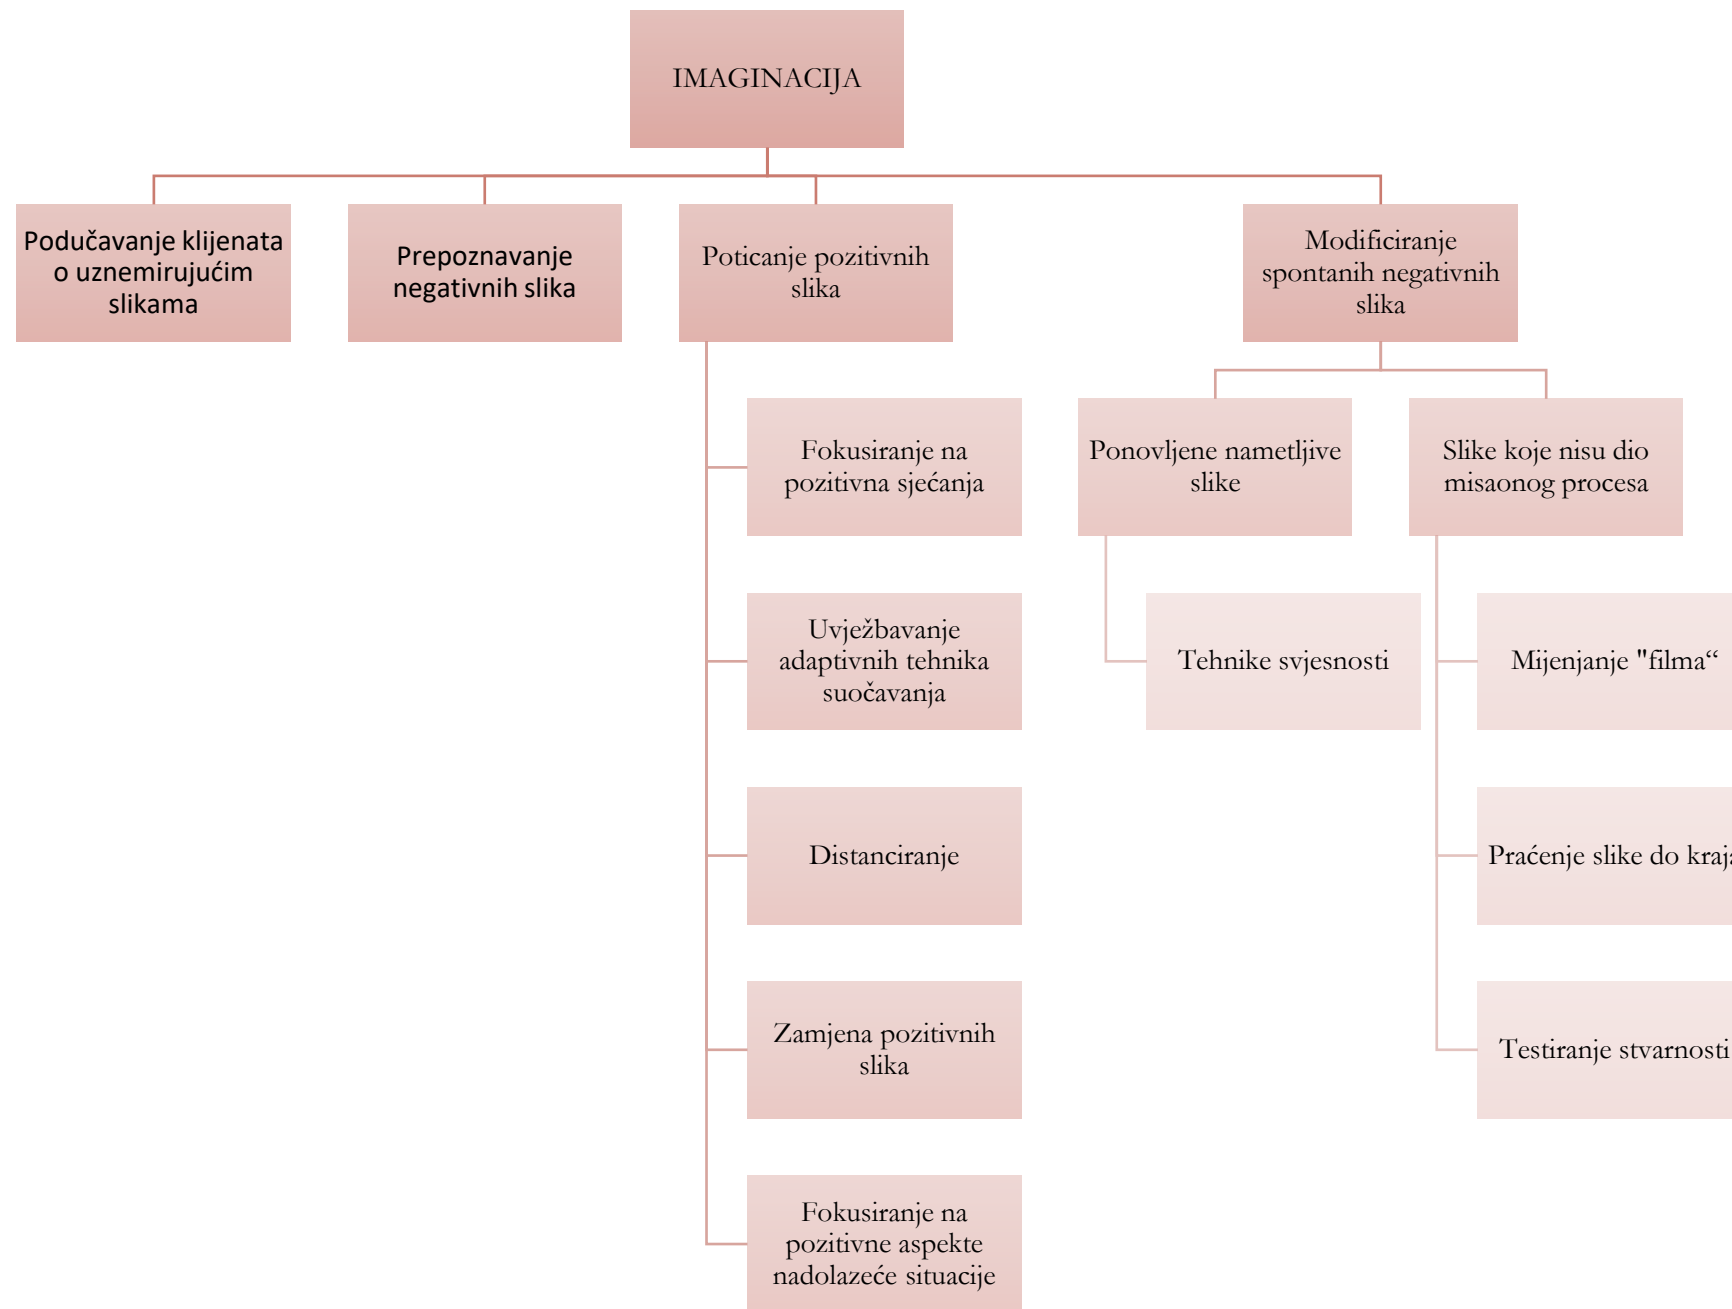 IMAGINACIJA
Podučavanje klijenata
o uznemirujućim
slikama
Prepoznavanje
negativnih slika
Poticanje pozitivnih
slika
Fokusiranje na
pozitivna sjećanja
Uvježbavanje
adaptivnih tehnika
suočavanja
Distanciranje
Zamjena pozitivnih
slika
Fokusiranje na
pozitivne aspekte
nadolazeće situacije
Modificiranje
spontanih negativnih
slika
Ponovljene nametljive
slike
Tehnike svjesnosti
Slike koje nisu dio
misaonog procesa
Mijenjanje "filma“
Praćenje slike do kraja
Testiranje stvarnosti